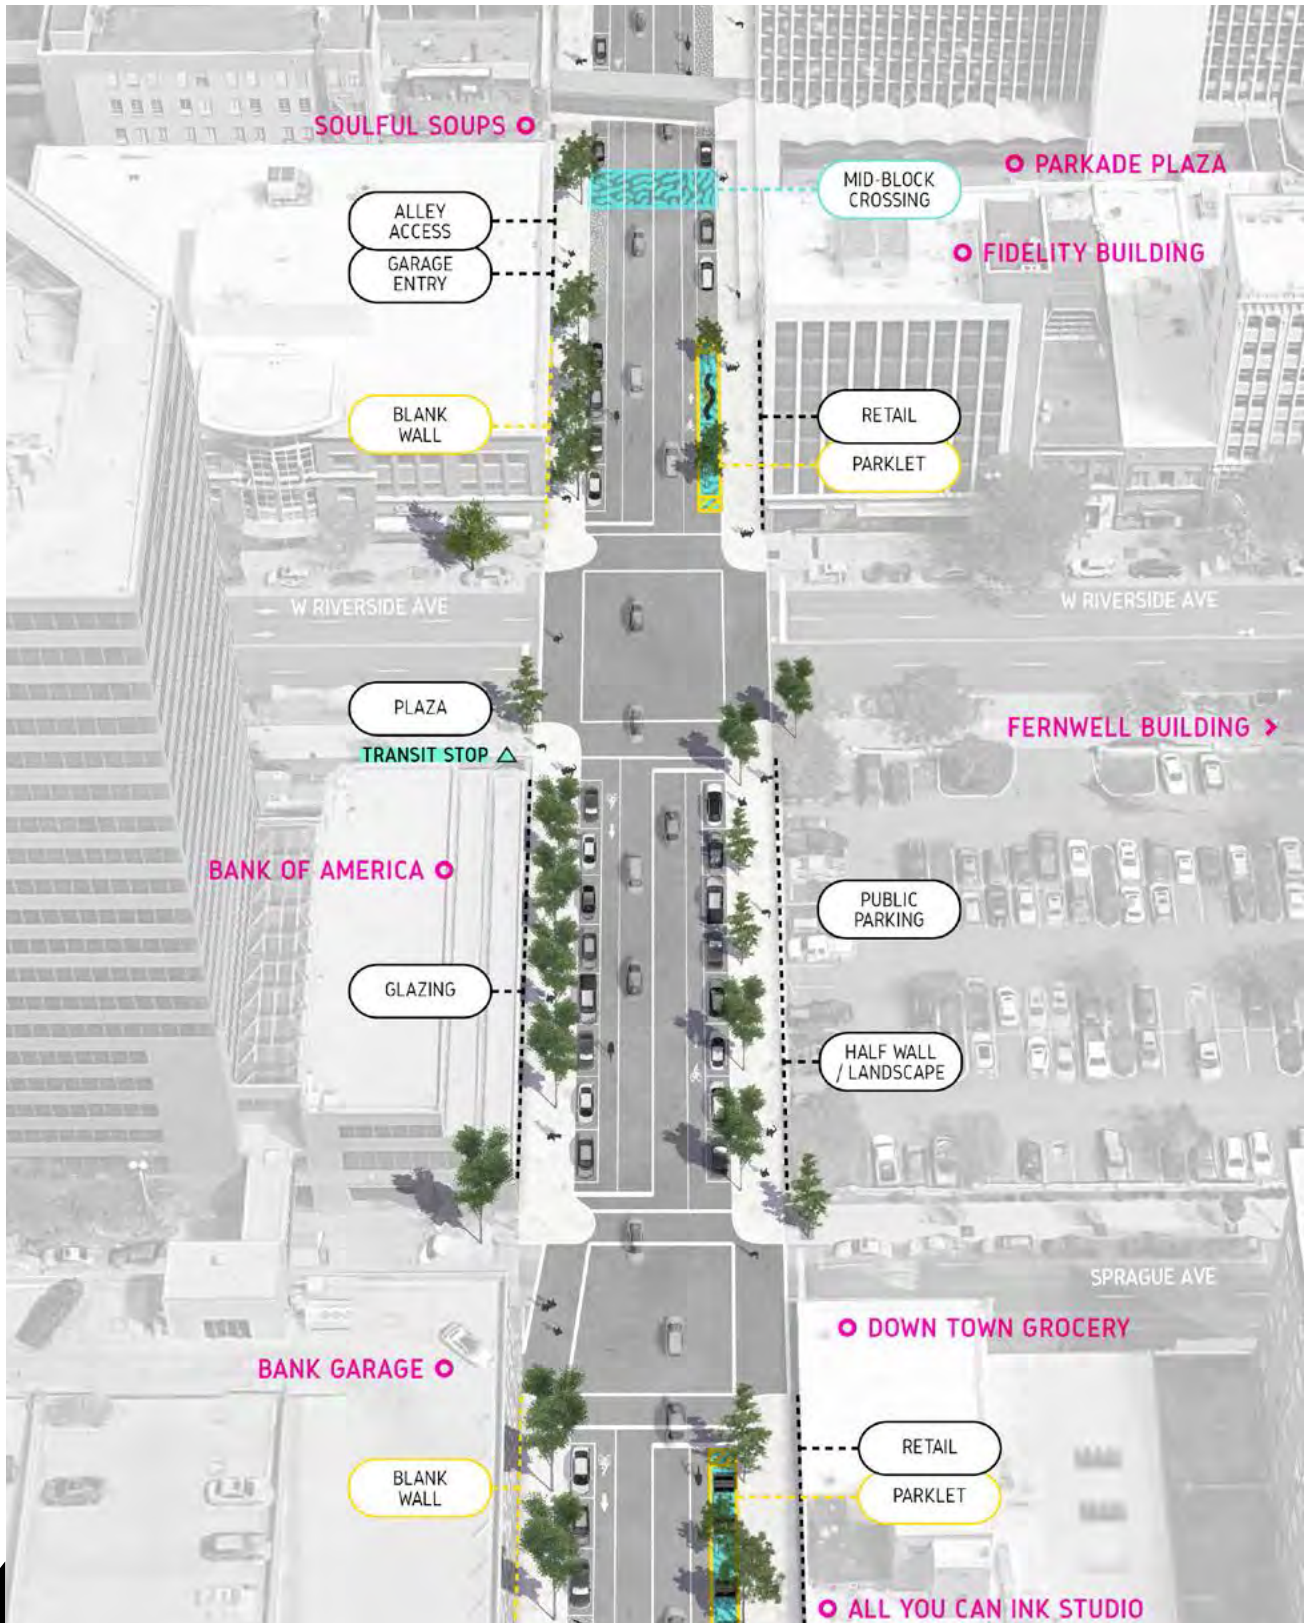 SOULFUL SOUPS
PARKADE PLAZA
MID-BLOCK
CROSSING
ALLEY
ACCESS
FIDELITY BUILDING
GARAGE
ENTRY
BLANK
WALL
RETAIL
PARKLET
W RIVERSIDE AVE
W RIVERSIDE AVE
PLAZA
FERNWELL BUILDING >
TRANSIT STOP △
BANK OF AMERICA
PUBLIC
PARKING
GLAZING
HALF WALL
/ LANDSCAPE
SPRAGUE AVE
DOWN TOWN GROCERY
BANK GARAGE
RETAIL
BLANK
WALL
PARKLET
ALL YOU CAN INK STUDIO